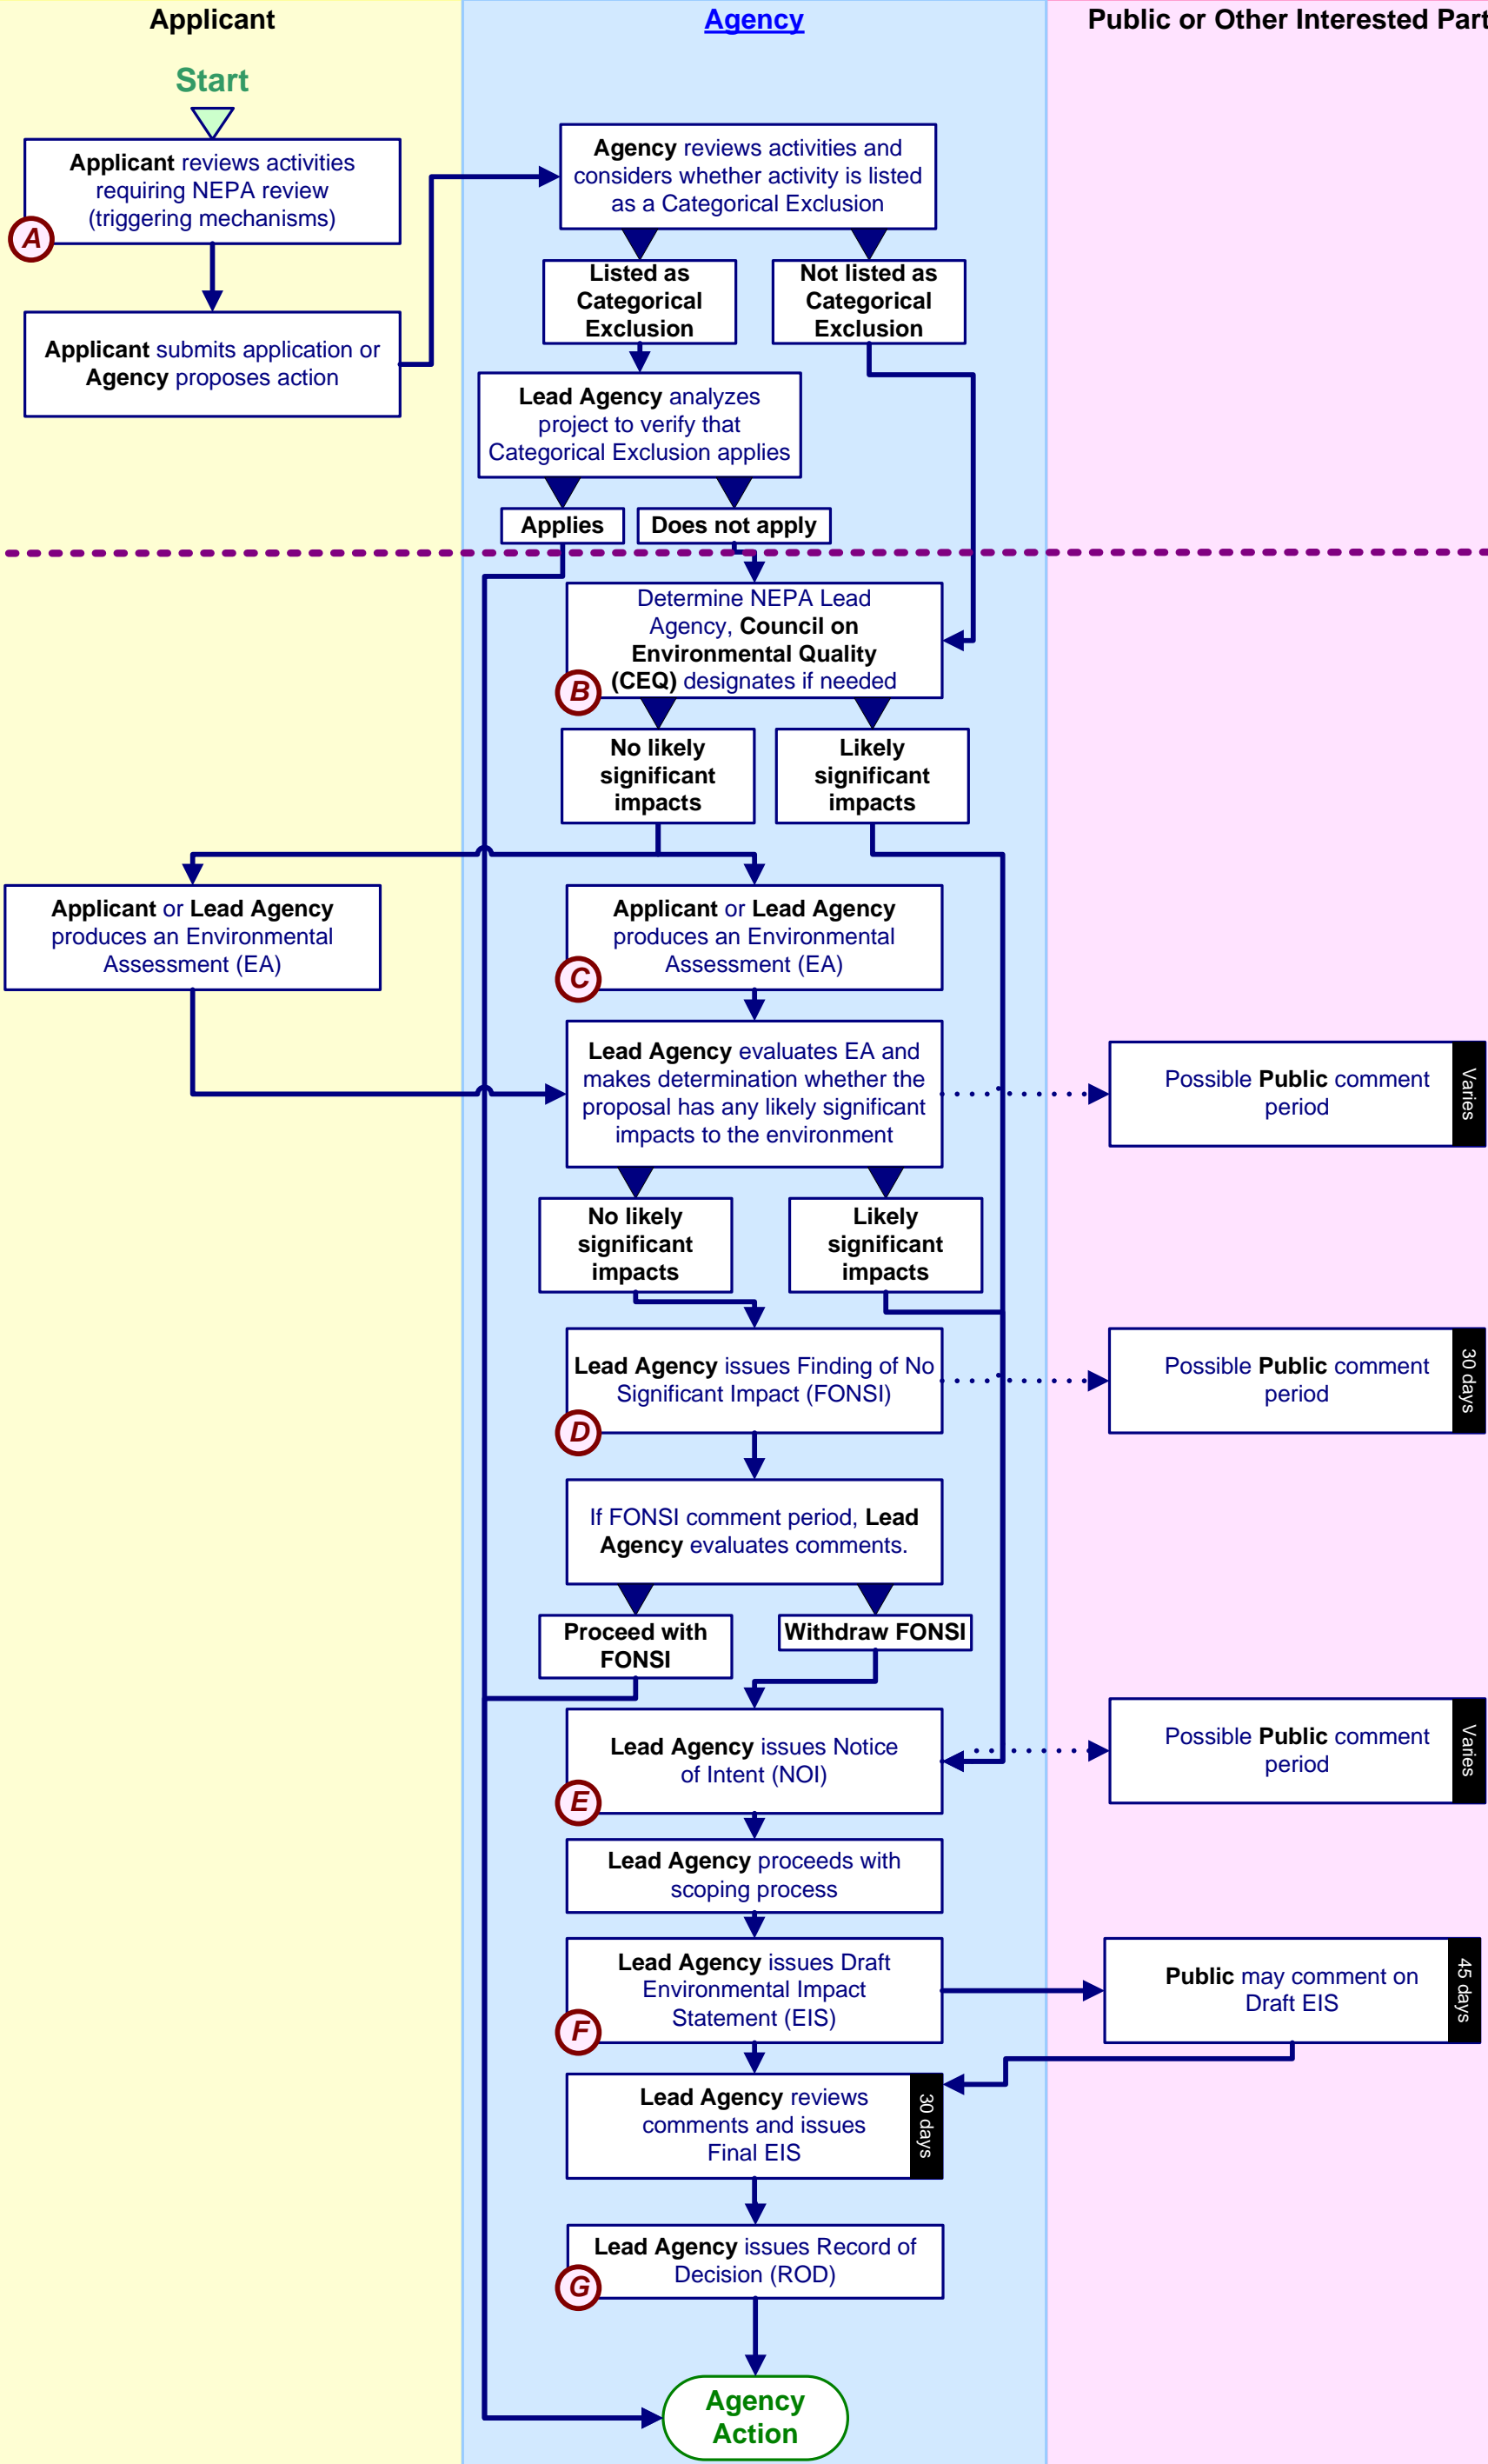 Applicant
Agency
Public or Other Interested Part
Start
Applicant reviews activities
requiring NEPA review
(triggering mechanisms)
A
Applicant submits application or
Agency proposes action
Agency reviews activities and
considers whether activity is listed
as a Categorical Exclusion
Listed as
Categorical
Exclusion
Not listed as
Categorical
Exclusion
Lead Agency analyzes
project to verify that
Categorical Exclusion applies
Applies
Does not apply
Determine NEPA Lead
Agency, Council on
Environmental Quality
(CEQ) designates if needed
B
No likely
significant
impacts
Likely
significant
impacts
Applicant or Lead Agency
produces an Environmental
Assessment (EA)
Applicant or Lead Agency
produces an Environmental
Assessment (EA)
C
Lead Agency evaluates EA and
makes determination whether the
proposal has any likely significant
impacts to the environment
Possible Public comment
period
Varies
No likely
significant
impacts
Likely
significant
impacts
Lead Agency issues Finding of No
Significant Impact (FONSI)
D
Possible Public comment
period
30 days
If FONSI comment period, Lead
Agency evaluates comments.
Proceed with
FONSI
Withdraw FONSI
Lead Agency issues Notice
of Intent (NOI)
E
Possible Public comment
period
Varies
Lead Agency proceeds with
scoping process
Lead Agency issues Draft
Environmental Impact
Statement (EIS)
F
Public may comment on
Draft EIS
45 days
Lead Agency reviews
comments and issues
Final EIS
30 days
Lead Agency issues Record of
Decision (ROD)
G
Agency
Action